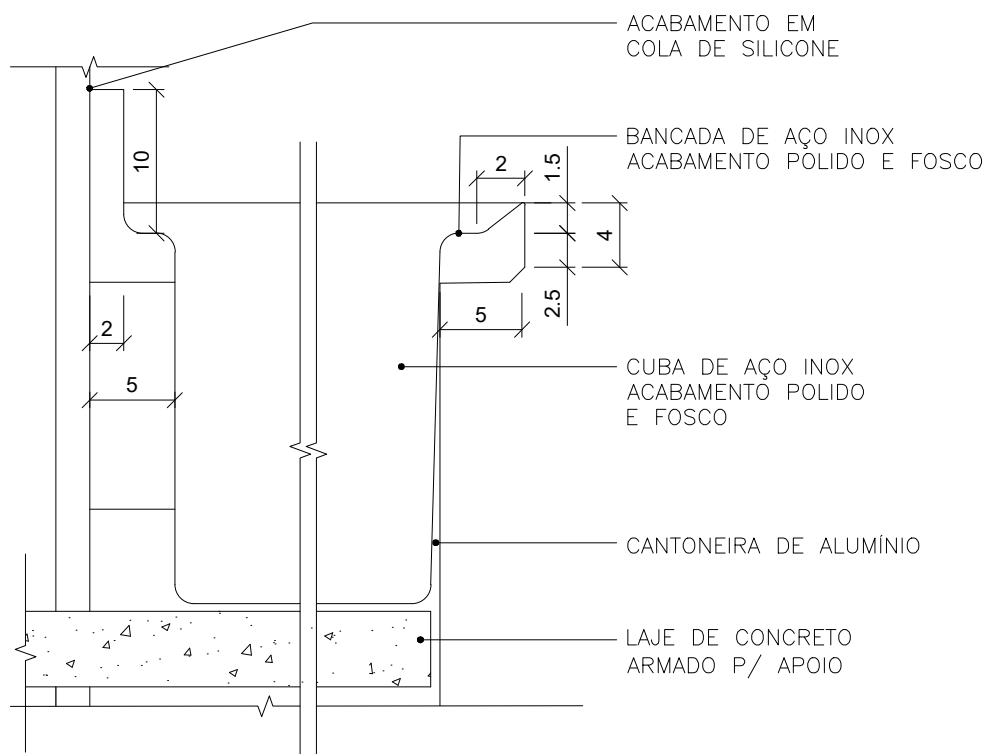 ACABAMENTO EM
COLA DE SILICONE
BANCADA DE AÇO INOX
ACABAMENTO POLIDO E FOSCO
10
2
1.5
4
2.5
5
2
5
CUBA DE AÇO INOX
ACABAMENTO POLIDO
E FOSCO
CANTONEIRA DE ALUMÍNIO
LAJE DE CONCRETO
ARMADO P/ APOIO
1